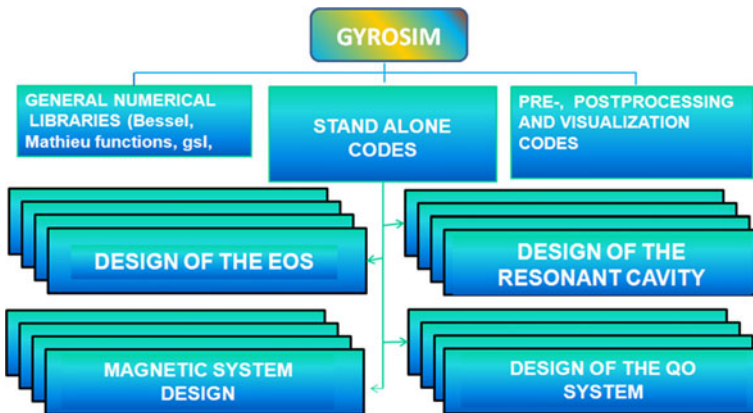 GYROSIM
GENERAL NUMERICAL
LIBRARIES (Bessel,
Mathieu functions, gsl,
STAND ALONE
CODES
PRE-, POSTPROCESSING
AND VISUALIZATION
CODES
DESIGN OF THE EOS
DESIGN OF THE
RESONANT CAVITY
MAGNETIC SYSTEM
DESIGN
DESIGN OF THE QO
SYSTEM